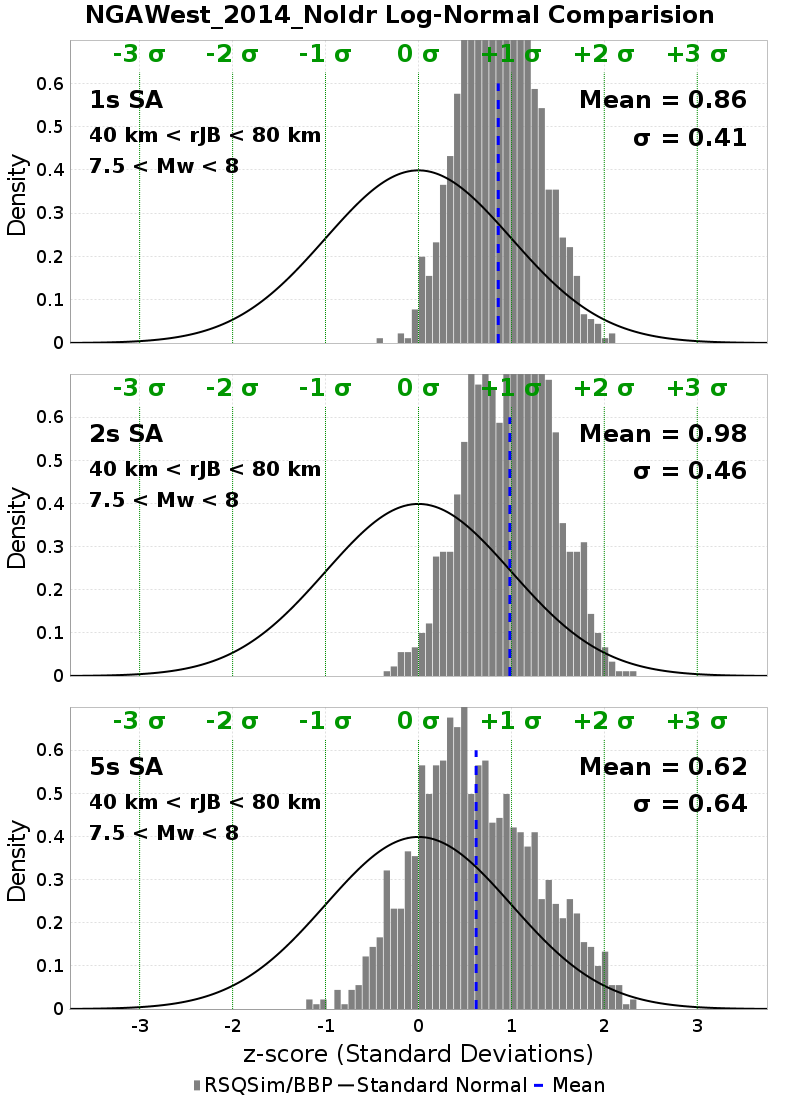 NGAWest_2014_NoIdr Log-Normal Comparision
-3 σ -2 σ -1 σ 0 σ +1 σ +2 σ +3 σ
1s SA Mean = 0.86
40 km < rJB < 80 km σ = 0.41
7.5 < Mw < 8
Density
0.6
0.5
0.4
0.3
0.2
0.1
0
-3 σ -2 σ -1 σ 0 σ +1 σ +2 σ +3 σ
2s SA Mean = 0.98
40 km < rJB < 80 km σ = 0.46
7.5 < Mw < 8
Density
0.6
0.5
0.4
0.3
0.2
0.1
0
-3 σ -2 σ -1 σ 0 σ +1 σ +2 σ +3 σ
5s SA Mean = 0.62
40 km < rJB < 80 km σ = 0.64
7.5 < Mw < 8
Density
0.6
0.5
0.4
0.3
0.2
0.1
0
-3 -2 -1 0 1 2 3
z-score (Standard Deviations)
RSQSim/BBP Standard Normal Mean